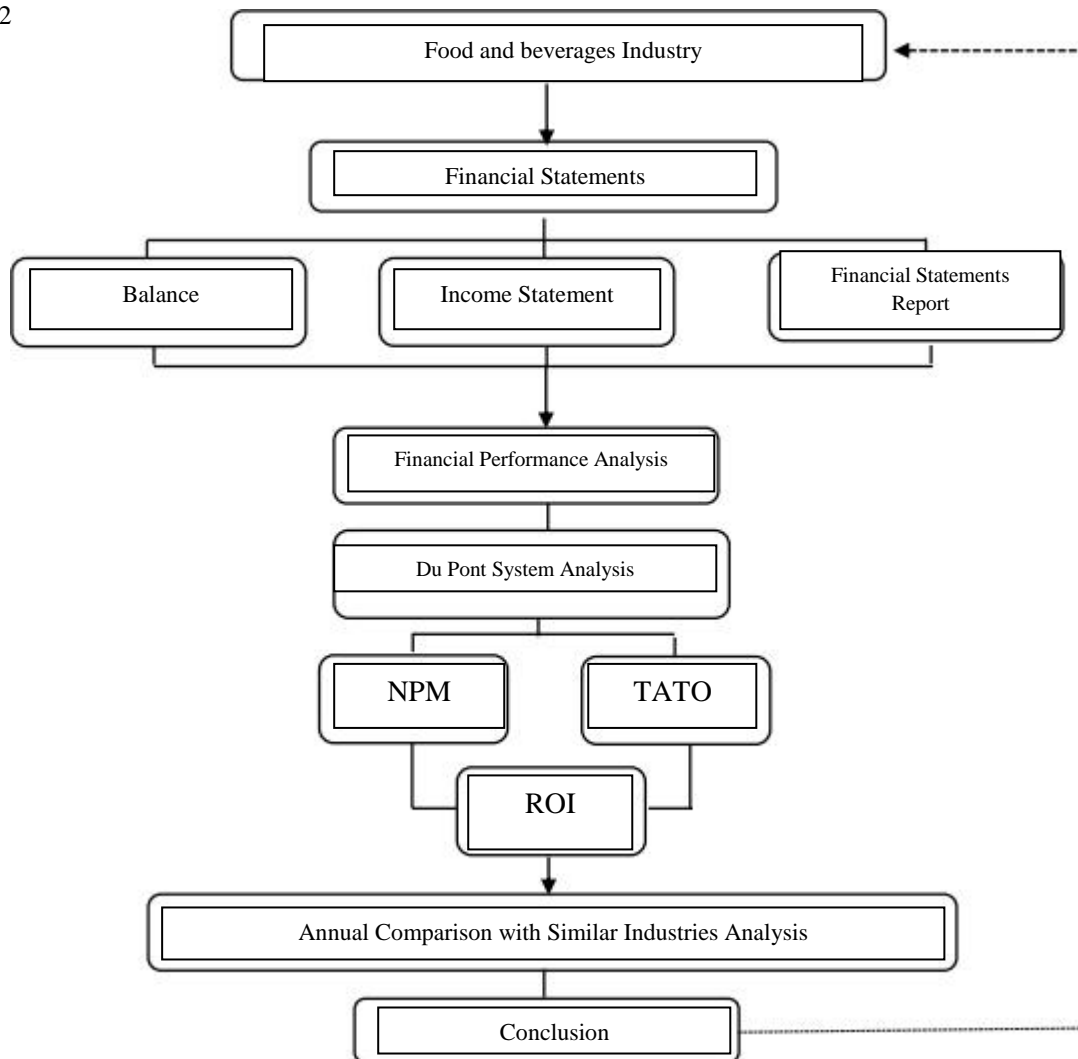 2
Food and beverages Industry
Financial Statements
Balance
Income Statement
Financial Statements
Report
Financial Performance Analysis
Du Pont System Analysis
NPM
TATO
ROI
Annual Comparison with Similar Industries Analysis
Conclusion